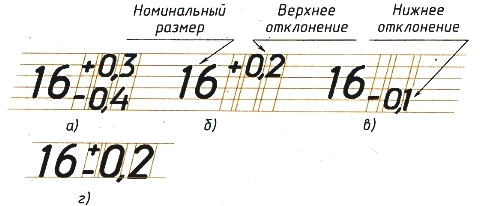 Номинальный размер
Верхнее отклонение
Нижнее отклонение
16 +0,3 -0,4
16 +0,2
16 -0,1
а)
б)
в)
16 ± 0,2
г)